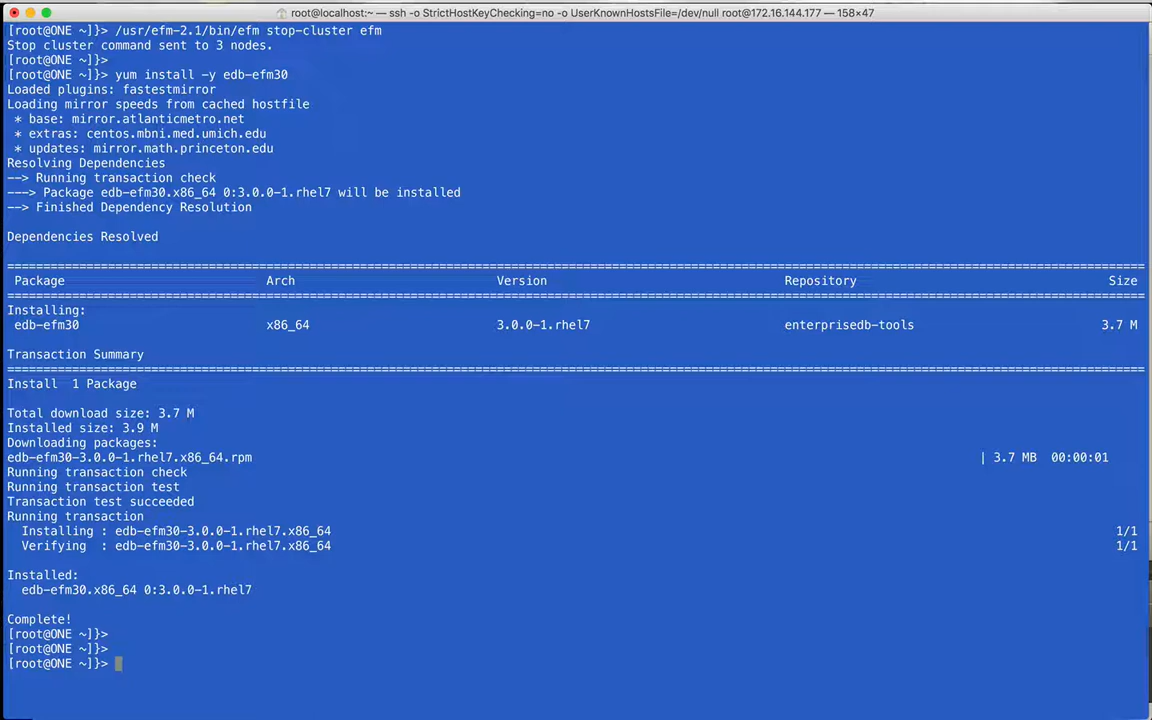 root@localhost:~ — ssh -o StrictHostKeyChecking=no -o UserKnownHostsFile=/dev/null root@172.16.144.177 — 158×47
[root@ONE ~]}> /usr/efm-2.1/bin/efm stop-cluster efm
Stop cluster command sent to 3 nodes.
[root@ONE ~]}>
[root@ONE ~]}> yum install -y edb-efm30
Loaded plugins: fastestmirror
Loading mirror speeds from cached hostfile
* base: mirror.atlanticmetro.net
* extras: centos.mbni.med.umich.edu
* updates: mirror.math.princeton.edu
Resolving Dependencies
--> Running transaction check
---> Package edb-efm30.x86_64 0:3.0.0-1.rhel7 will be installed
--> Finished Dependency Resolution
Dependencies Resolved
================================================================================================================================================================
Package Arch Version Repository Size
================================================================================================================================================================
Installing:
edb-efm30 x86_64 3.0.0-1.rhel7 enterprisedb-tools 3.7 M
Transaction Summary
================================================================================================================================================================
Install 1 Package
Total download size: 3.7 M
Installed size: 3.9 M
Downloading packages:
edb-efm30-3.0.0-1.rhel7.x86_64.rpm | 3.7 MB 00:00:01
Running transaction check
Running transaction test
Transaction test succeeded
Running transaction
Installing : edb-efm30-3.0.0-1.rhel7.x86_64 1/1
Verifying : edb-efm30-3.0.0-1.rhel7.x86_64 1/1
Installed:
edb-efm30.x86_64 0:3.0.0-1.rhel7
Complete!
[root@ONE ~]}>
[root@ONE ~]}>
[root@ONE ~]}>